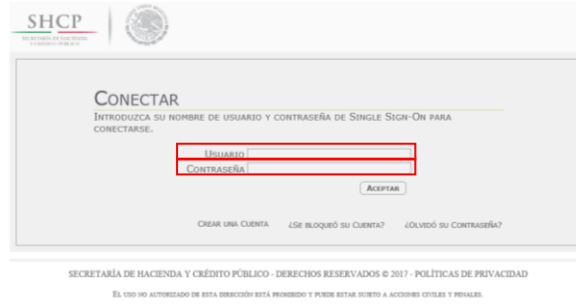 SHCP
SECRETARÍA DE HACIENDA
Y CRÉDITO PÚBLICO
CONECTAR
INTRODUZCA SU NOMBRE DE USUARIO Y CONTRASEÑA DE SINGLE SIGN-ON PARA
CONECTARSE.
USUARIO
CONTRASEÑA
ACEPTAR
CREAR UNA CUENTA ¿SE BLOQUEÓ SU CUENTA? ¿OLVIDÓ SU CONTRASEÑA?
SECRETARÍA DE HACIENDA Y CRÉDITO PÚBLICO - DERECHOS RESERVADOS © 2017 - POLÍTICAS DE PRIVACIDAD
EL USO NO AUTORIZADO DE ESTA DIRECCIÓN ESTÁ PROHIBIDO Y PUEDE ESTAR SUJETO A ACCIONES CIVILES Y PENALES.